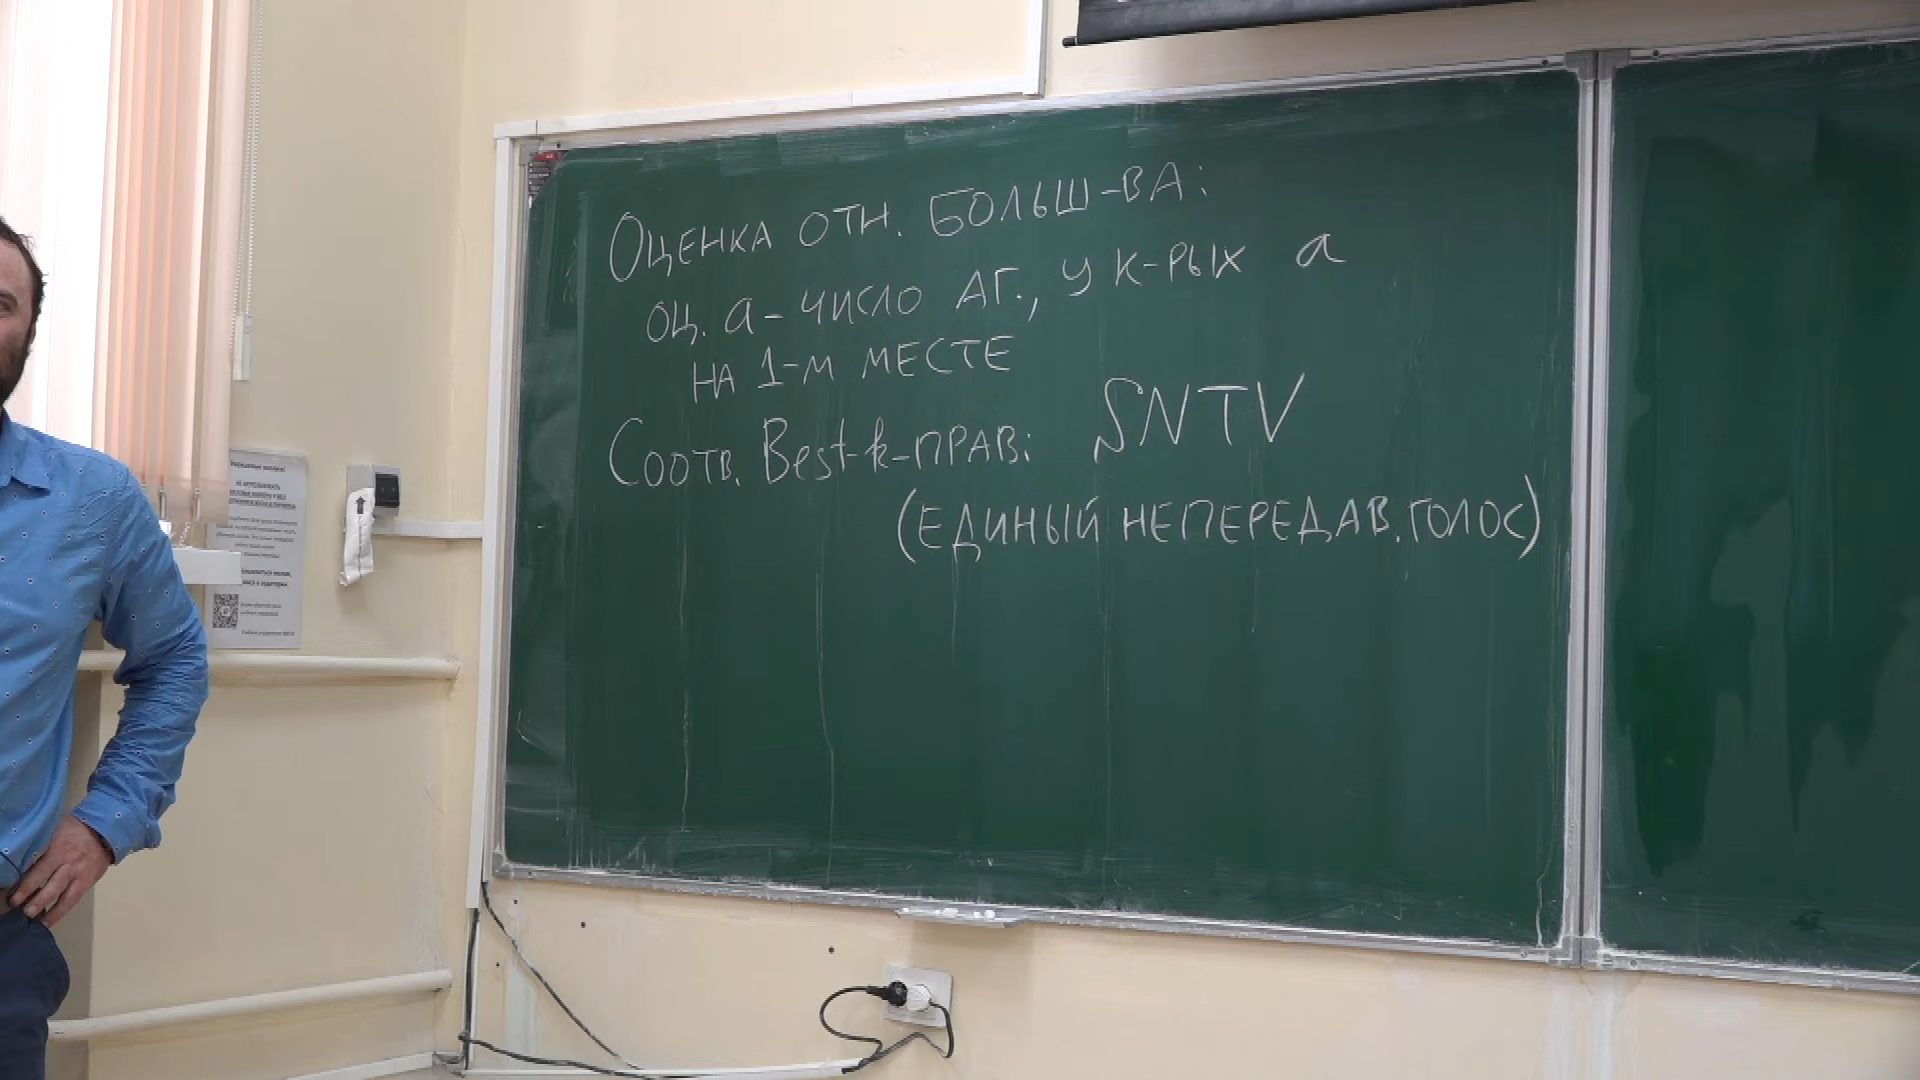 Оценка отн. больш-ва:
оц. a – число аг., у к-рых a
на 1-м месте
Соотв. Best-k-прав: SNTV
(единый непередав. голос)